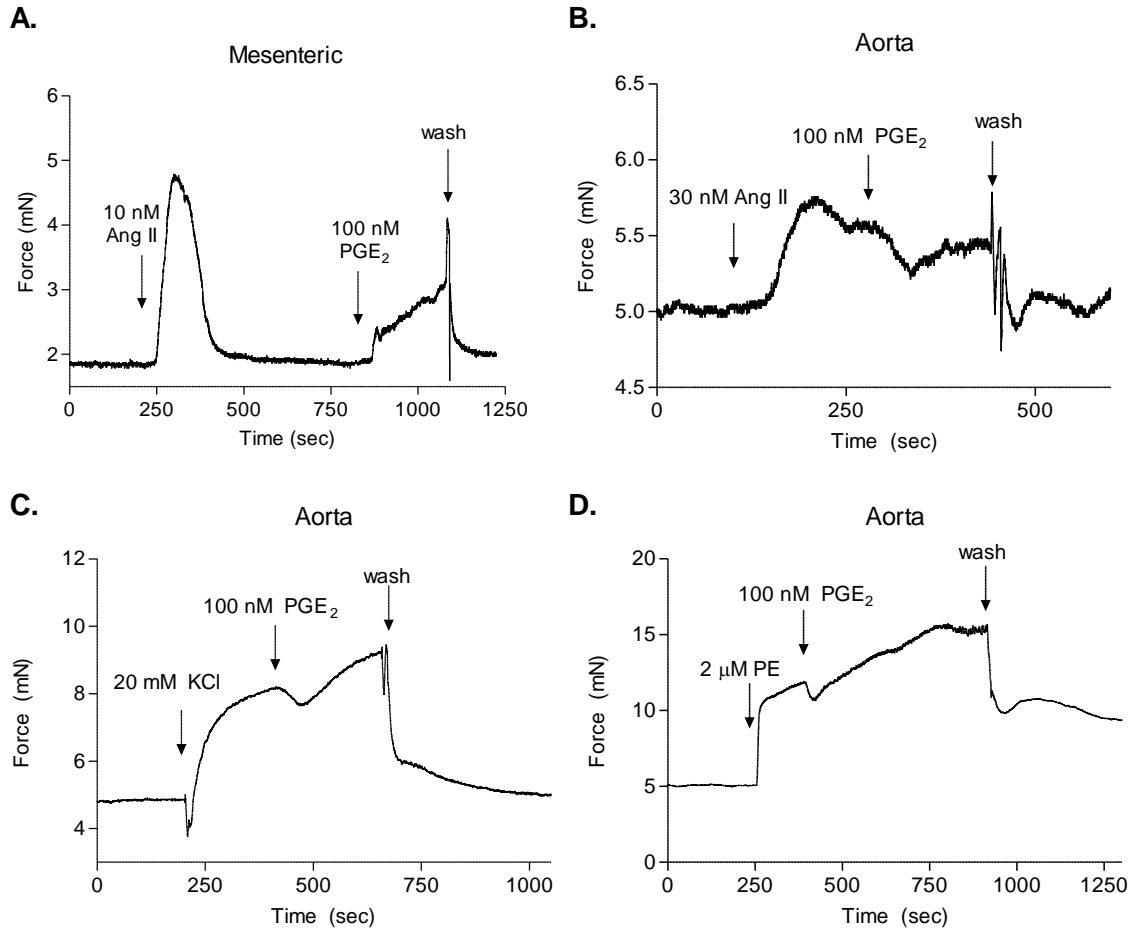 A.
Mesenteric
6
5
4
3
2
Force (mN)
10 nM
Ang II
100 nM
PGE2
wash
0 250 500 750 1000 1250
Time (sec)
B.
Aorta
6.5
6.0
5.5
5.0
4.5
Force (mN)
30 nM Ang II
100 nM PGE2
wash
0 250 500
Time (sec)
C.
Aorta
12
10
8
6
4
Force (mN)
20 mM KCl
100 nM PGE2
wash
0 250 500 750 1000
Time (sec)
D.
Aorta
20
15
10
5
0
Force (mN)
2 μM PE
100 nM PGE2
wash
0 250 500 750 1000 1250
Time (sec)